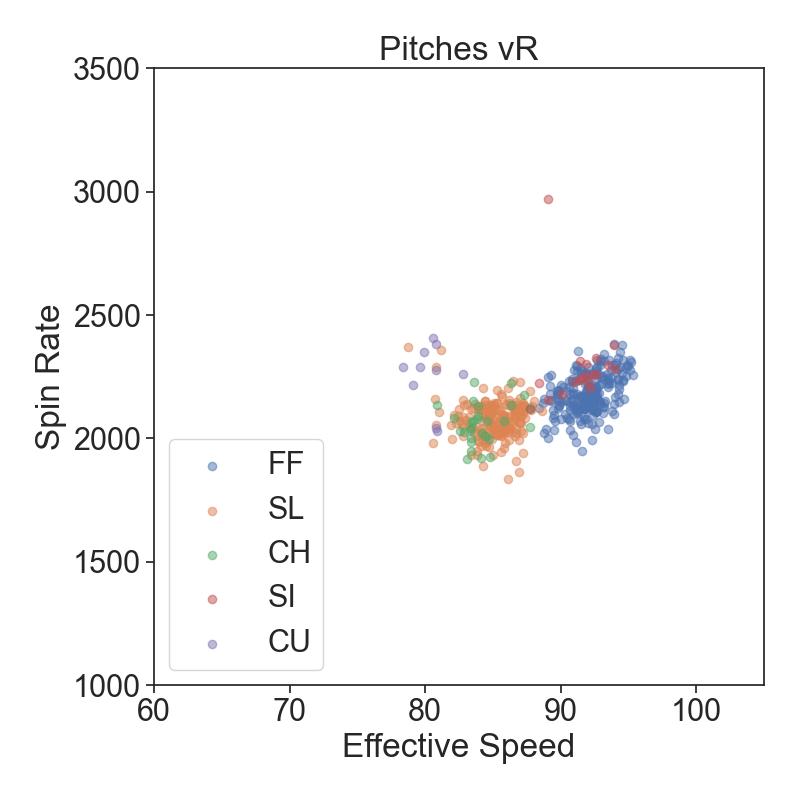 Pitches vR
3500
3000
2500
2000
1500
1000
Spin Rate
FF
SL
CH
SI
CU
60 70 80 90 100
Effective Speed